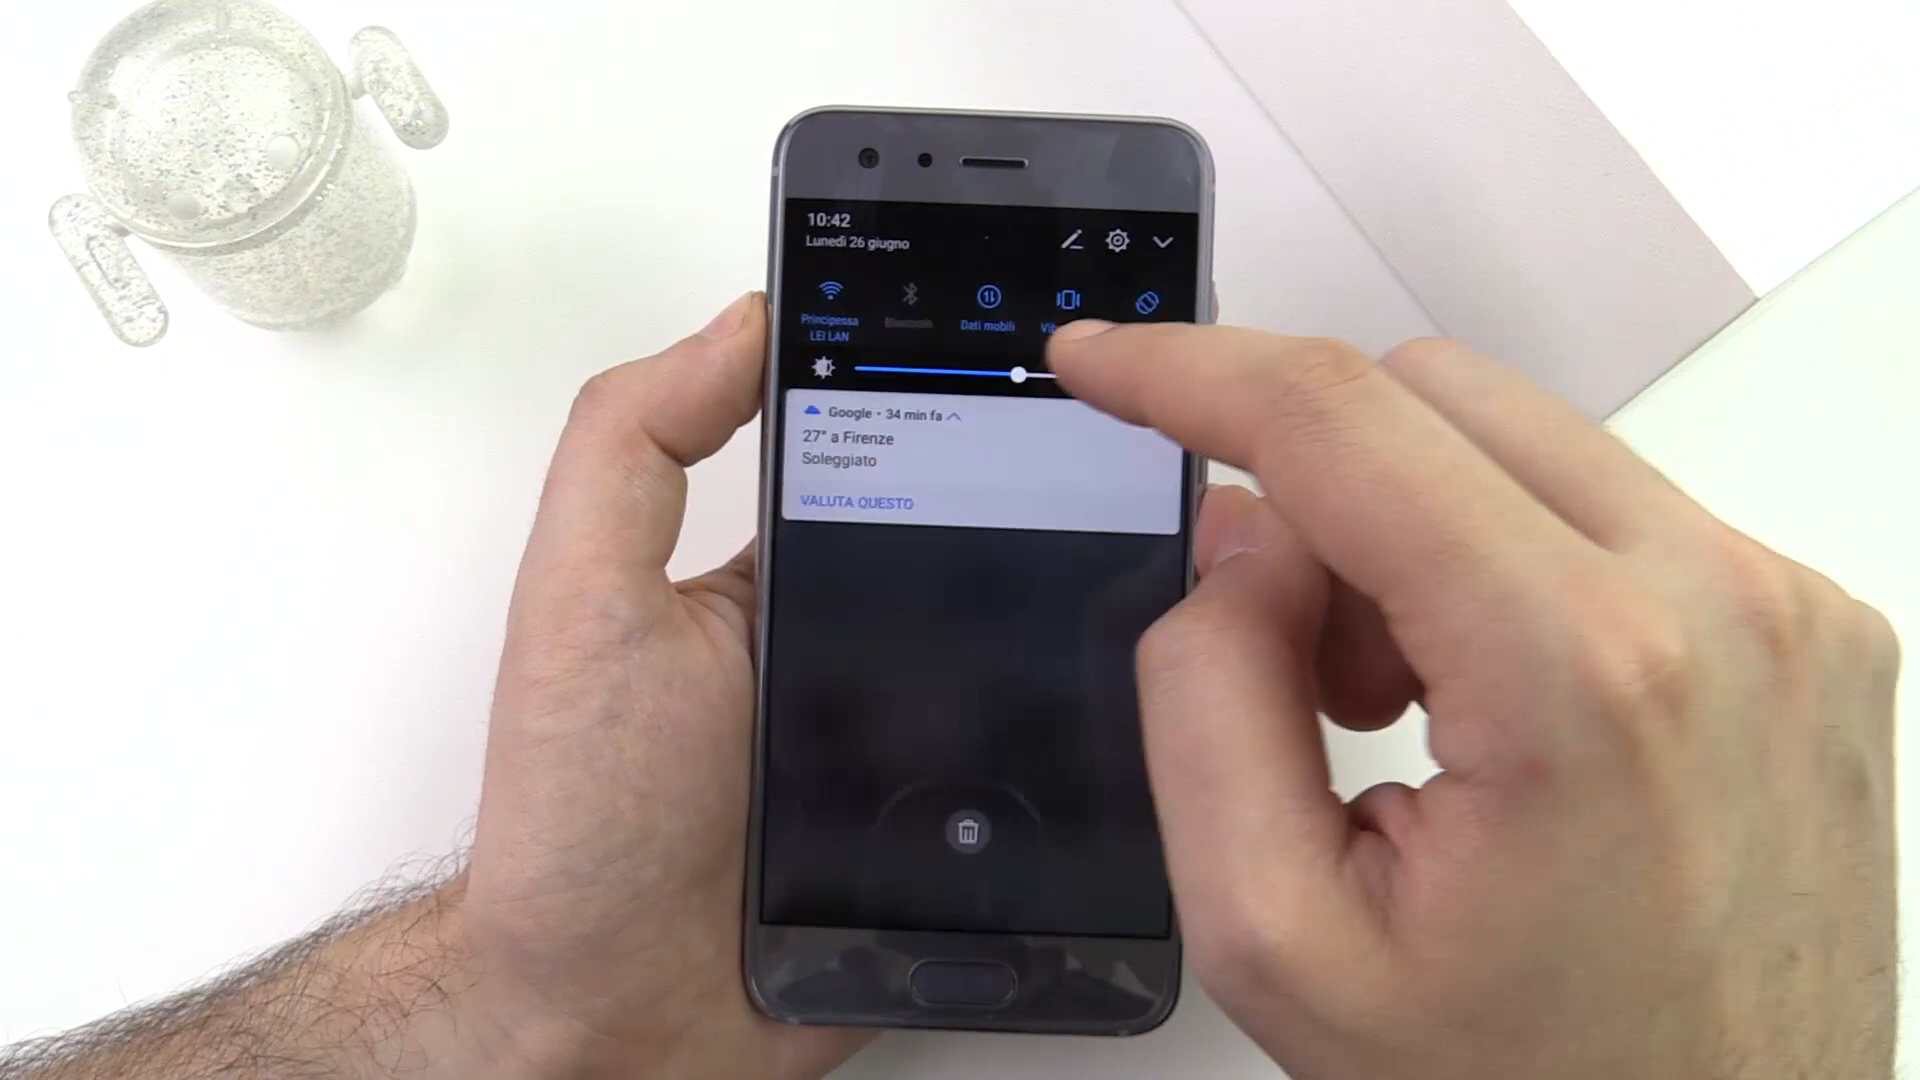 10:42
Lunedì 26 giugno
Principessa
LEI LAN
Bluetooth
Dati mobili
Google • 34 min fa
27° a Firenze
Soleggiato
VALUTA QUESTO